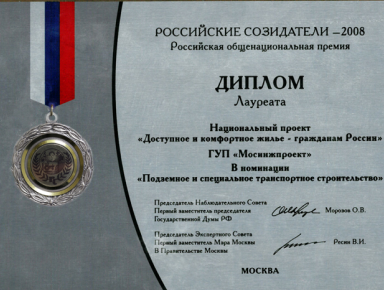 РОССИЙСКИЕ СОЗИДАТЕЛИ –2008
Российская общенациональная премия
ДИПЛОМ
Лауреата
Национальный проект
«Доступное и комфортное жилье - гражданам России»
ГУП «Мосинжпроект»
В номинации
«Подземное и специальное транспортное строительство»
Председатель Наблюдательного Совета
Первый заместитель председателя
Государственной Думы РФ
Морозов О.В.
Председатель Экспертного Совета
Первый заместитель Мэра Москвы
В Правительстве Москвы
Ресин В.И.
МОСКВА